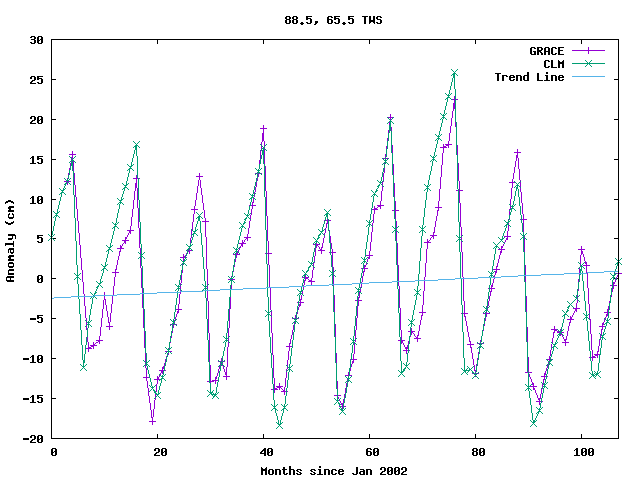 88.5, 65.5 TWS
GRACE
CLM
Trend Line
30
25
20
15
10
5
0
-5
-10
-15
-20
Anomaly (cm)
0 20 40 60 80 100
Months since Jan 2002